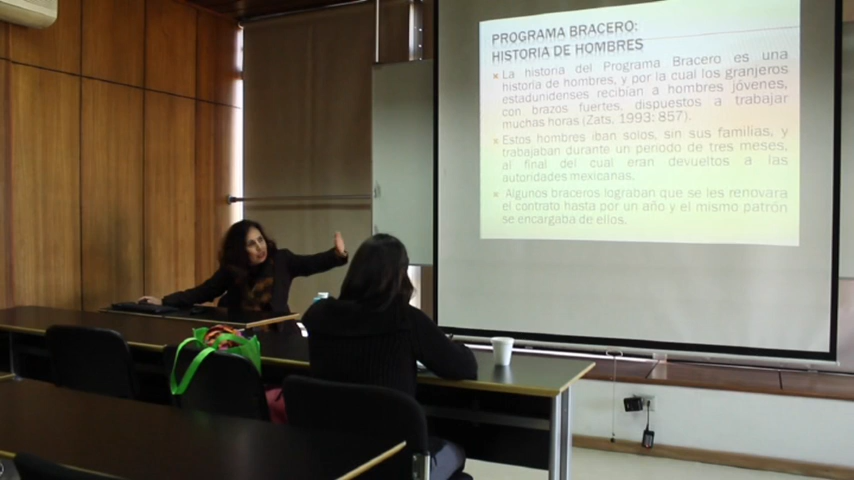 PROGRAMA BRACERO:
HISTORIA DE HOMBRES
La historia del Programa Bracero es una
historia de hombres, y por la cual los granjeros
estadunidenses recibían a hombres jóvenes,
con brazos fuertes, dispuestos a trabajar
muchas horas (Zats, 1993: 857).
Estos hombres iban solos, sin sus familias, y
trabajaban durante un periodo de tres meses,
al final del cual eran devueltos a las
autoridades mexicanas.
Algunos braceros lograban que se les renovara
el contrato hasta por un año y el mismo patrón
se encargaba de ellos.